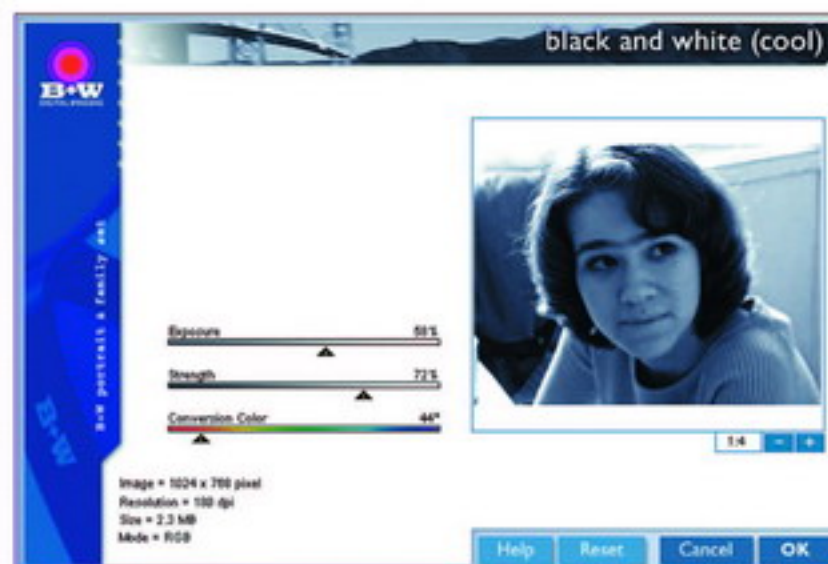 black and white (cool)
B+W
B+W portrait & family set
Exposure 58%
Strength 72%
Conversion Color 44°
B+W
1:4 - +
Image = 1024 x 768 pixel
Resolution = 180 dpi
Size = 2.3 MB
Mode = RGB
Help Reset Cancel OK